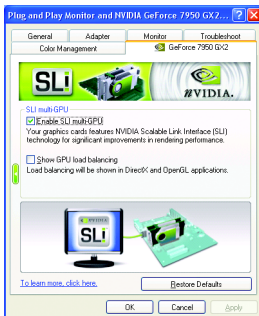 Plug and Play Monitor and NVIDIA GeForce 7950 GX2...
General
Adapter
Monitor
Troubleshoot
Color Management
GeForce 7950 GX2
SLI
NVIDIA.
SLI multi-GPU
Enable SLI multi-GPU
Your graphics cards features NVIDIA Scalable Link Interface (SLI)
technology for significant improvements in rendering performance.
Show GPU load balancing
Load balancing will be shown in DirectX and OpenGL applications.
NVIDIA
SLI
To learn more, click here.
Restore Defaults
OK
Cancel
Apply